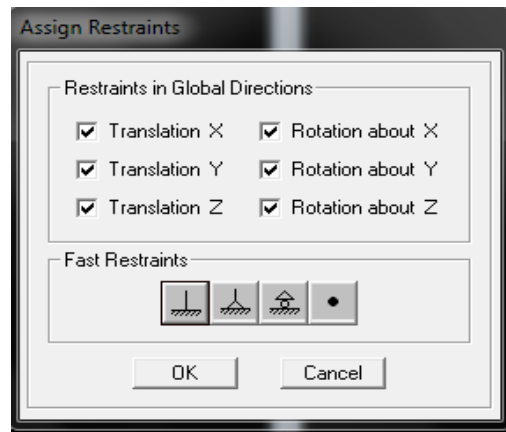 Assign Restraints
Restraints in Global Directions
Translation X Rotation about X
Translation Y Rotation about Y
Translation Z Rotation about Z
Fast Restraints
OK Cancel